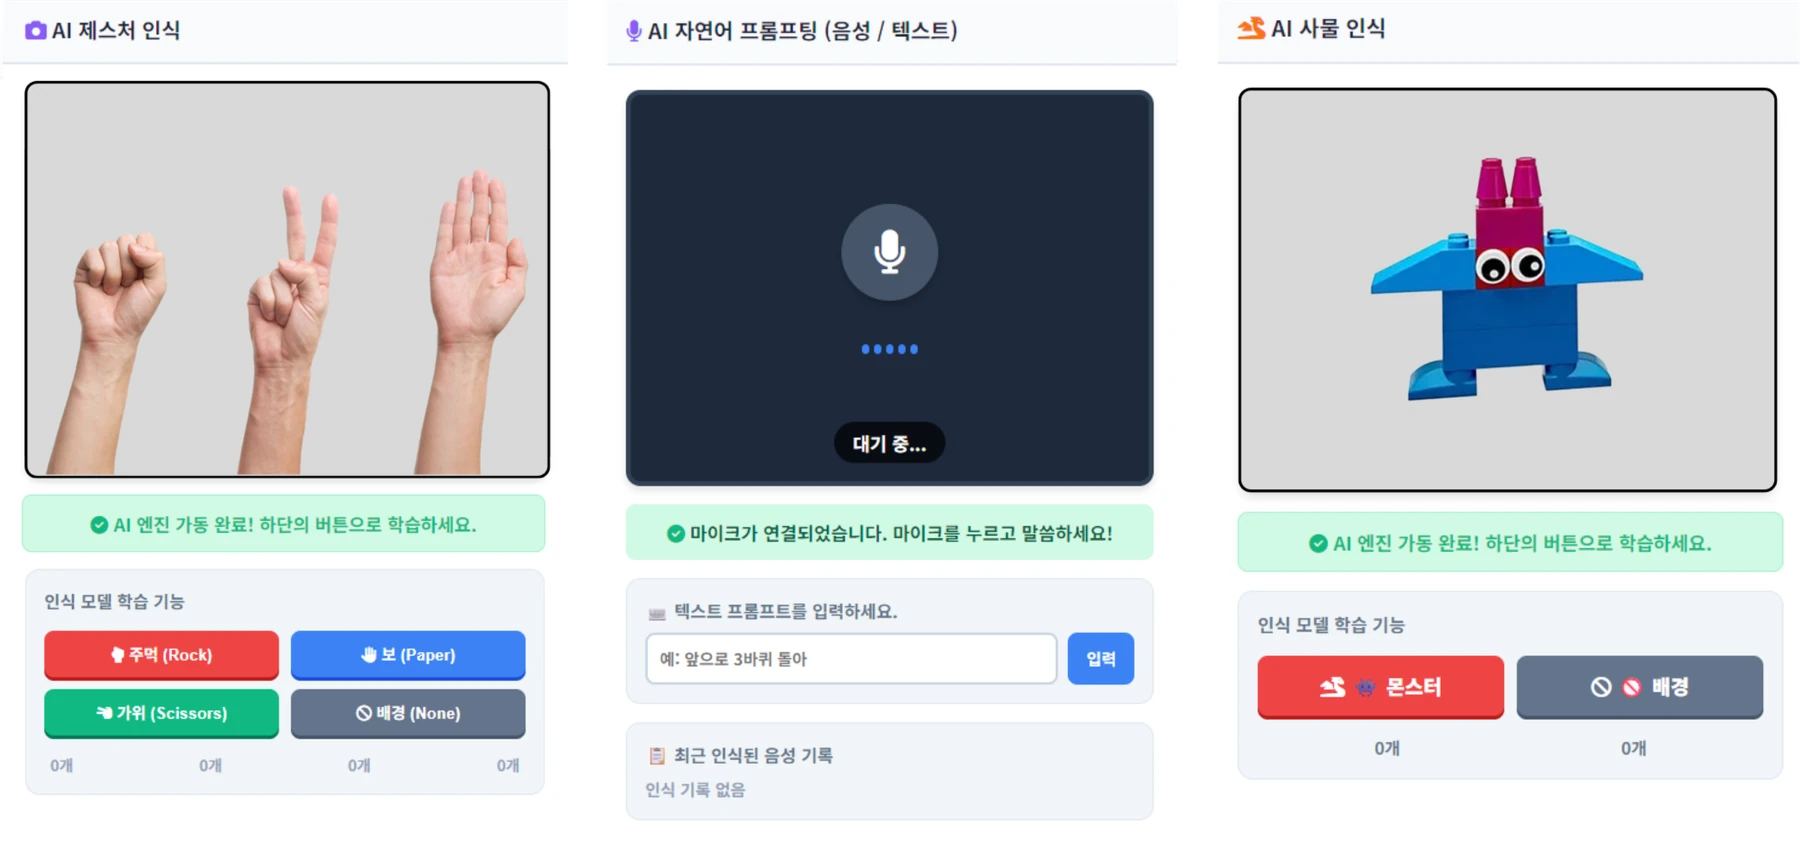 AI 제스처 인식
AI 엔진 가동 완료! 하단의 버튼으로 학습하세요.
인식 모델 학습 기능
주먹 (Rock)
보 (Paper)
가위 (Scissors)
배경 (None)
0개 0개 0개 0개
AI 자연어 프롬프팅 (음성 / 텍스트)
대기 중...
마이크가 연결되었습니다. 마이크를 누르고 말씀하세요!
텍스트 프롬프트를 입력하세요.
예: 앞으로 3바퀴 돌아
입력
최근 인식된 음성 기록
인식 기록 없음
AI 사물 인식
AI 엔진 가동 완료! 하단의 버튼으로 학습하세요.
인식 모델 학습 기능
몬스터
배경
0개 0개